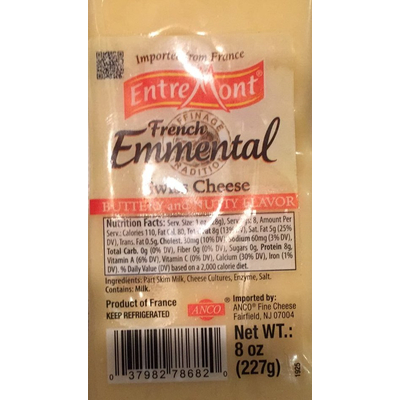 Imported from France
ENTREMONT®
AFFINAGE
French
Emmental
TRADITION
Swiss Cheese
BUTTERY and NUTTY FLAVOR
Nutrition Facts: Serv. Size: 1 oz. (28g), Servings: 8, Amount Per
Serv.: Calories 110, Fat Cal. 80, Total Fat 8g (13% DV), Sat. Fat 5g (25%
DV), Trans. Fat 0.5g, Cholest. 30mg (10% DV), Sodium 60mg (3% DV),
Total Carb. 0g (0% DV), Fiber 0g (0% DV), Sugars 0g, Protein 8g,
Vitamin A (6% DV), Vitamin C (0% DV), Calcium (30% DV), Iron (1%
DV). % Daily Value (DV) based on a 2,000 calorie diet.
Ingredients: Part Skim Milk, Cheese Cultures, Enzyme, Salt.
Contains: Milk.
Product of France
KEEP REFRIGERATED
ANCO®
Imported by:
ANCO® Fine Cheese
Fairfield, NJ 07004
Net WT.:
8 oz
(227g)
1925
0 37982 78682 0